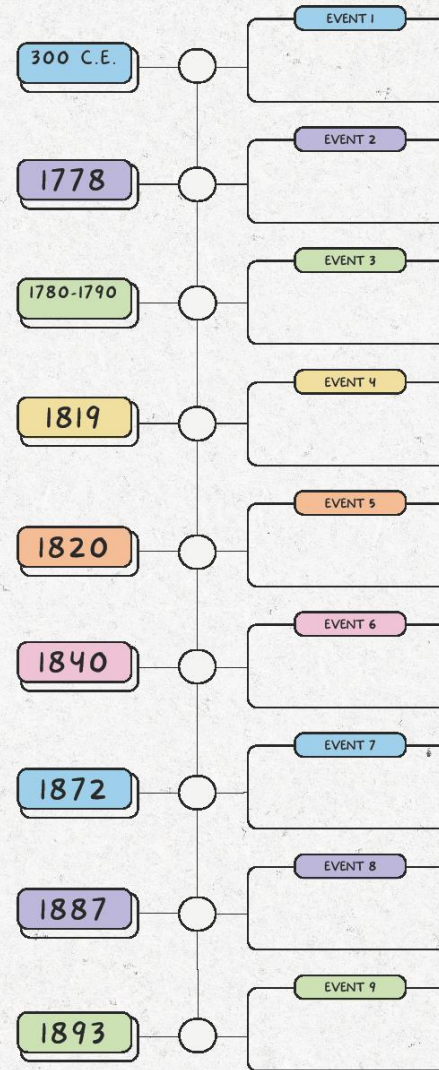 EVENT 1
300 C.E.
EVENT 2
1778
EVENT 3
1780-1790
EVENT 4
1819
EVENT 5
1820
EVENT 6
1840
EVENT 7
1872
EVENT 8
1887
EVENT 9
1893